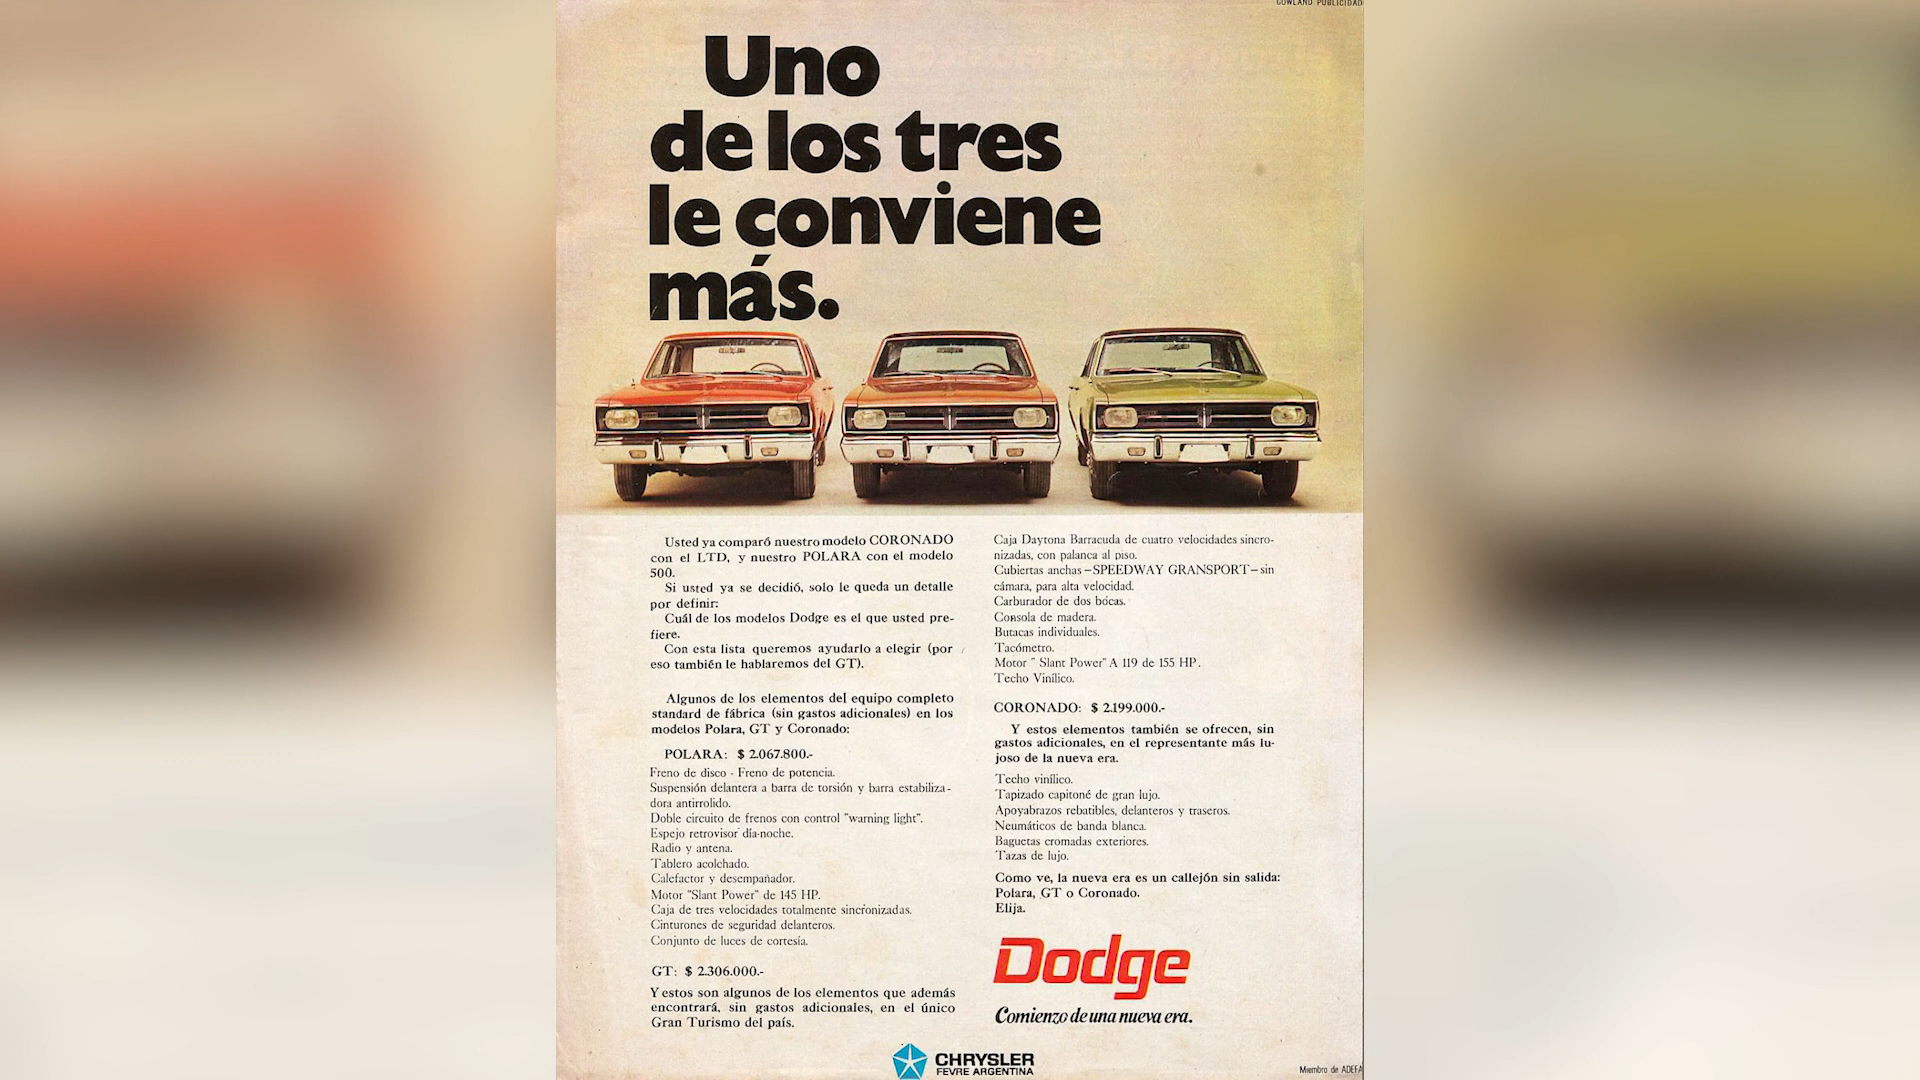 GOWLAND PUBLICIDAD
Uno
de los tres
le conviene
más.
Usted ya comparó nuestro modelo CORONADO
con el LTD, y nuestro POLARA con el modelo
500.
Si usted ya se decidió, solo le queda un detalle
por definir:
Cuál de los modelos Dodge es el que usted pre-
fiere.
Con esta lista queremos ayudarlo a elegir (por
eso también le hablaremos del GT).
Algunos de los elementos del equipo completo
standard de fábrica (sin gastos adicionales) en los
modelos Polara, GT y Coronado:
POLARA: $ 2.067.800.-
Freno de disco - Freno de potencia.
Suspensión delantera a barra de torsión y barra estabiliza-
dora antirrolido.
Doble circuito de frenos con control "warning light".
Espejo retrovisor día-noche.
Radio y antena.
Tablero acolchado.
Calefactor y desempañador.
Motor "Slant Power" de 145 HP.
Caja de tres velocidades totalmente sincronizadas.
Cinturones de seguridad delanteros.
Conjunto de luces de cortesía.
GT: $ 2.306.000.-
Y estos son algunos de los elementos que además
encontrará, sin gastos adicionales, en el único
Gran Turismo del país.
Caja Daytona Barracuda de cuatro velocidades sincro-
nizadas, con palanca al piso.
Cubiertas anchas - SPEEDWAY GRANSPORT - sin
cámara, para alta velocidad.
Carburador de dos bocas.
Consola de madera.
Butacas individuales.
Tacómetro.
Motor " Slant Power" A 119 de 155 HP.
Techo Vinílico.
CORONADO: $ 2.199.000.-
Y estos elementos también se ofrecen, sin
gastos adicionales, en el representante más lu-
joso de la nueva era.
Techo vinílico.
Tapizado capitoné de gran lujo.
Apoyabrazos rebatibles, delanteros y traseros.
Neumáticos de banda blanca.
Baguetas cromadas exteriores.
Tazas de lujo.
Como ve, la nueva era es un callejón sin salida:
Polara, GT o Coronado.
Elija.
Dodge
Comienzo de una nueva era.
CHRYSLER
FEVRE ARGENTINA
Miembro de ADEFA